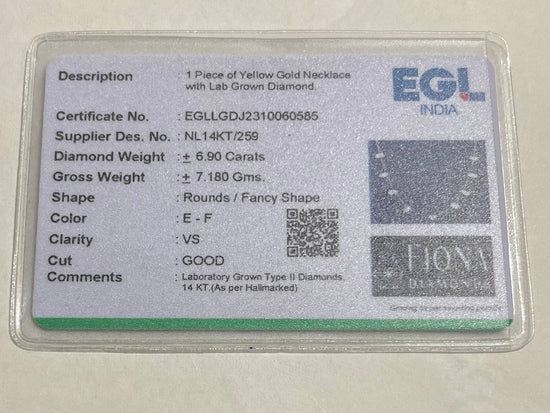 Description : 1 Piece of Yellow Gold Necklace
with Lab Grown Diamond.
Certificate No. : EGLLGDJ2310060585
Supplier Des. No. : NL14KT/259
Diamond Weight : ± 6.90 Carats
Gross Weight : ± 7.180 Gms.
Shape : Rounds / Fancy Shape
Color : E - F
Clarity : VS
Cut : GOOD
Comments : Laboratory Grown Type II Diamonds,
14 KT.(As per Hallmarked)
EGL
INDIA
FIONA
DIAMONDS